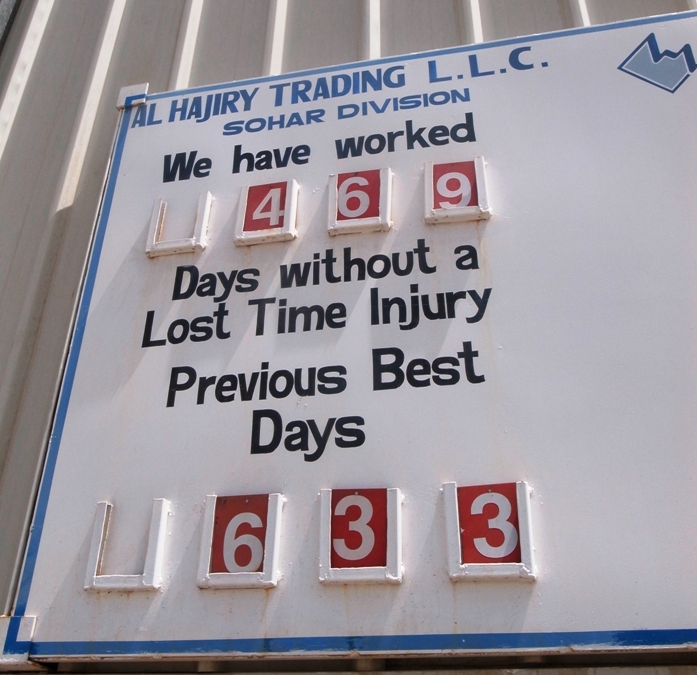 AL HAJIRY TRADING L.L.C.
SOHAR DIVISION
We have worked
469
Days without a
Lost Time Injury
Previous Best
Days
633